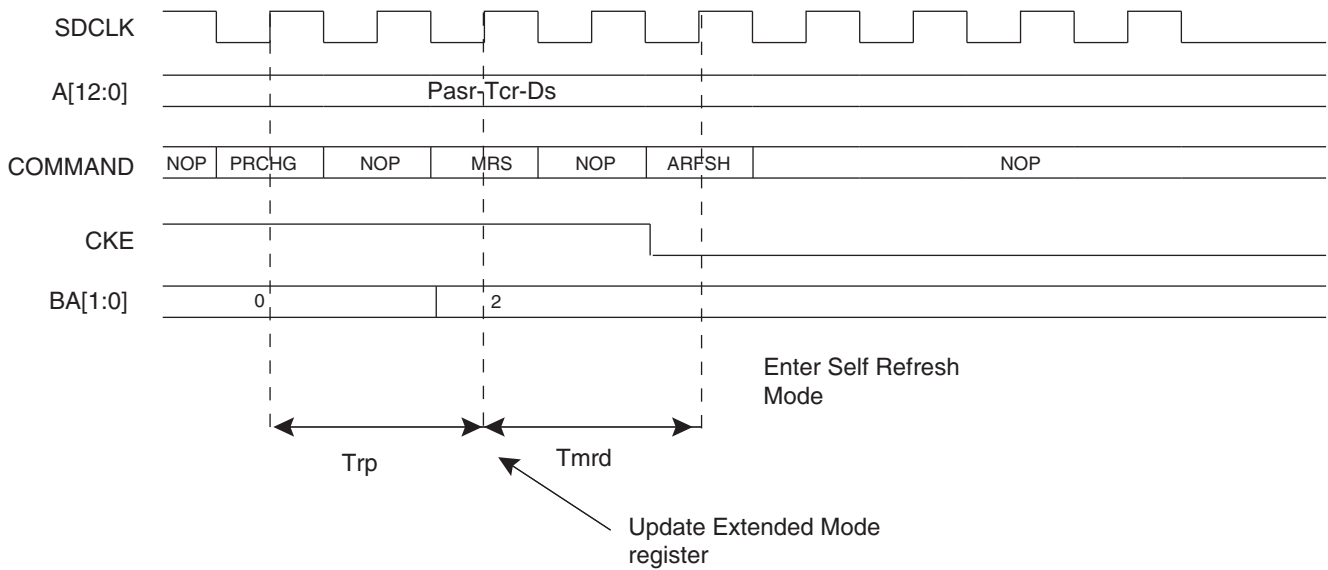 SDCLK
A[12:0]
Pasr-Tcr-Ds
COMMAND
NOP
PRCHG
NOP
MRS
NOP
ARFSH
NOP
CKE
BA[1:0]
0
2
Enter Self Refresh
Mode
Trp
Tmrd
Update Extended Mode
register